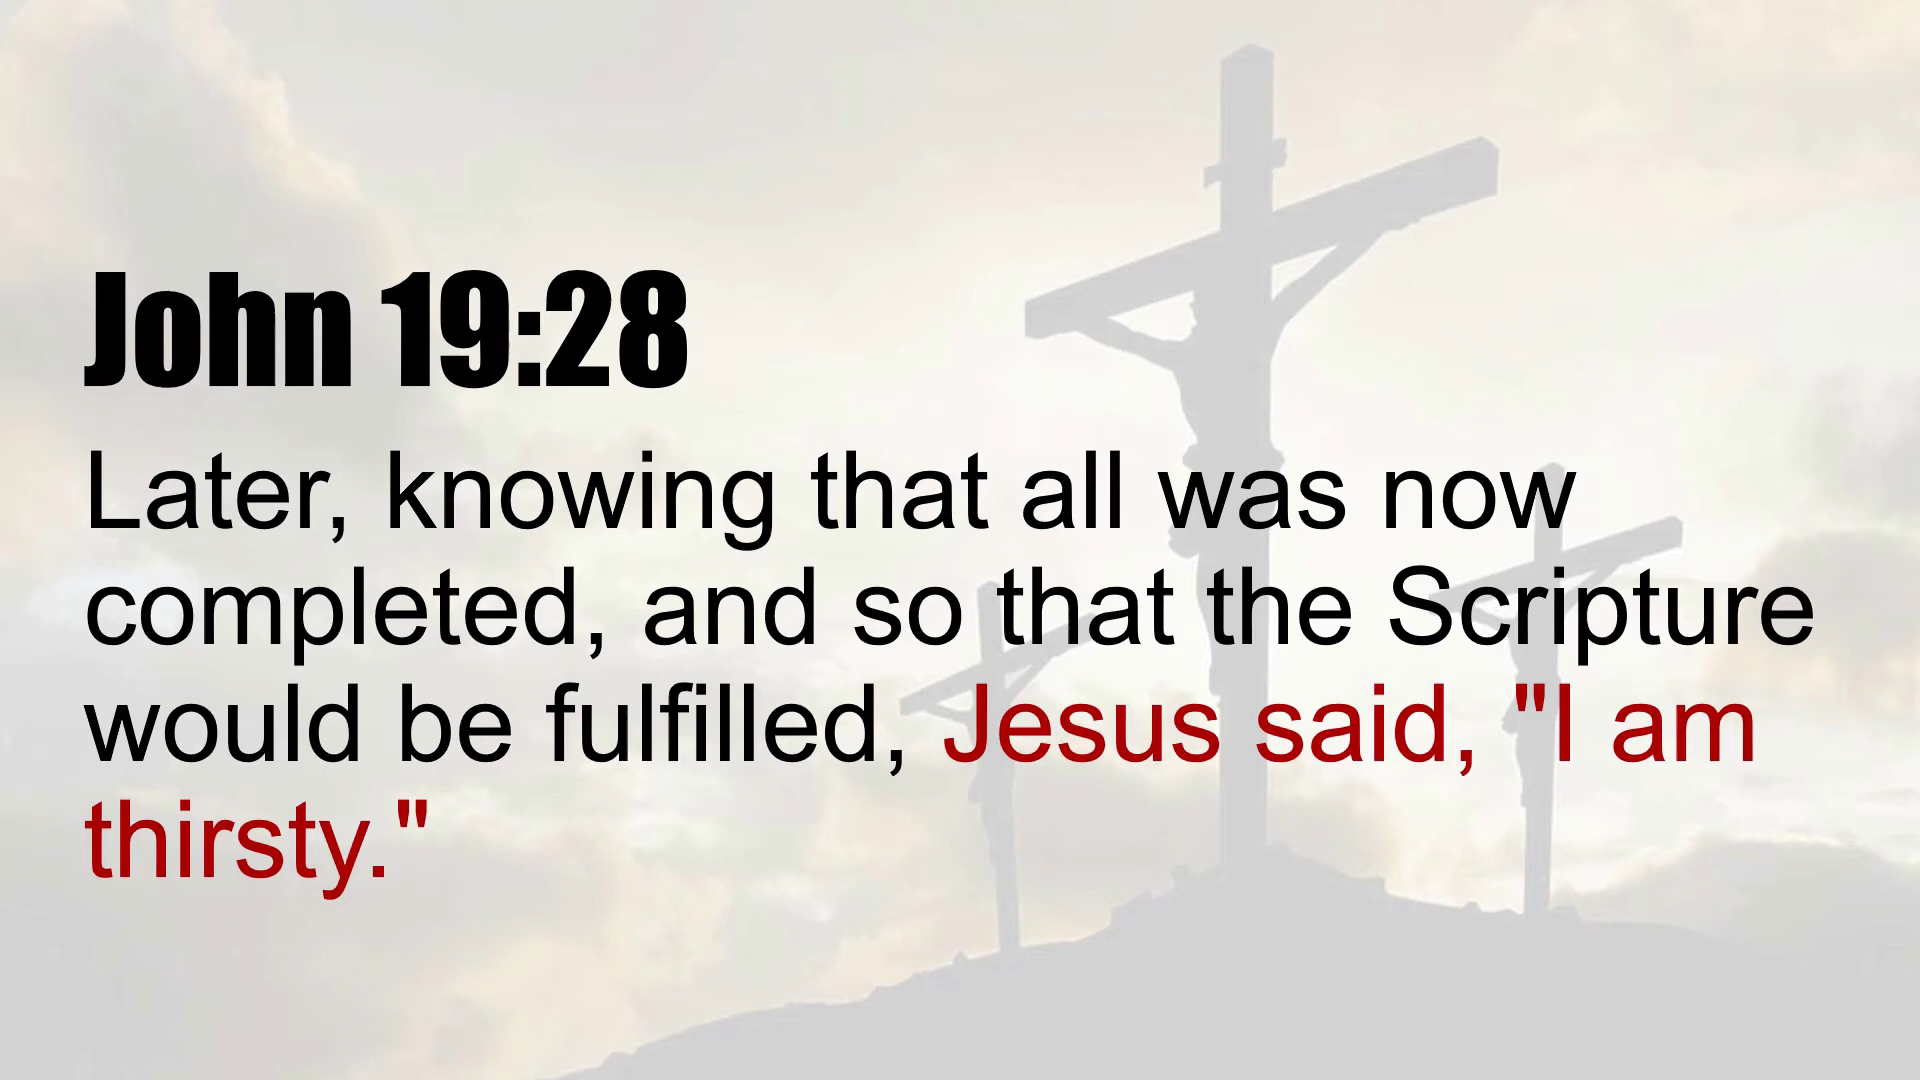 John 19:28
Later, knowing that all was now
completed, and so that the Scripture
would be fulfilled, Jesus said, "I am
thirsty."